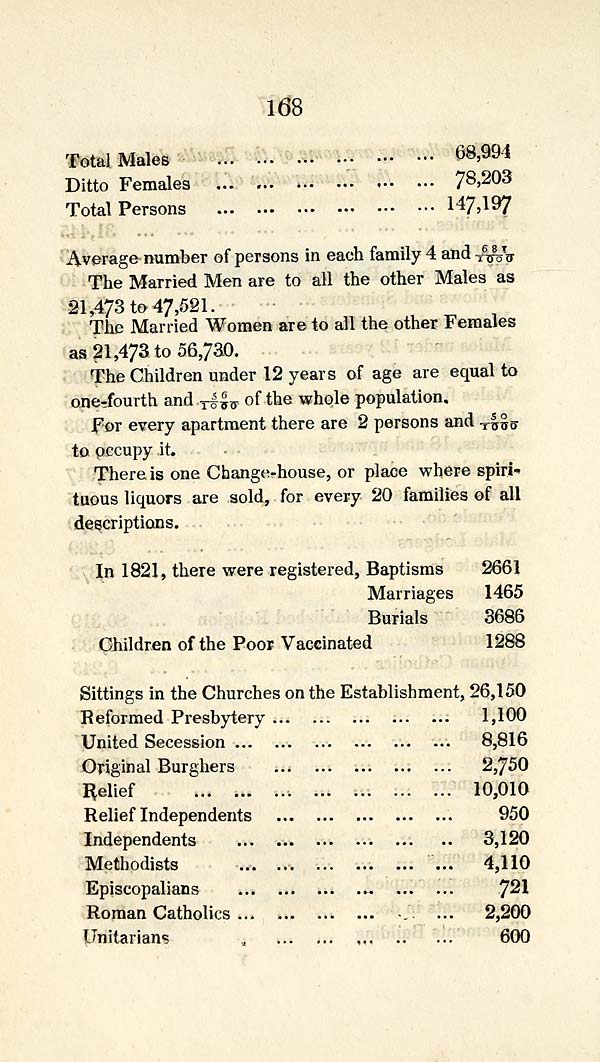 168
Total Males ... ... ... ... ... ... 68,994
Ditto Females ... ... ... ... ... ... 78,203
Total Persons ... ... ... ... ... ... 147,197
Average number of persons in each family 4 and 681/1000
The Married Men are to all the other Males as
21,473 to 47,521.
The Married Women are to all the other Females
as 21,473 to 56,730.
The Children under 12 years of age are equal to
one-fourth and 56/1000 of the whole population.
For every apartment there are 2 persons and 50/1000
to occupy it.
There is one Change-house, or place where spiri-
tuous liquors are sold, for every 20 families of all
descriptions.
In 1821, there were registered, Baptisms 2661
Marriages 1465
Burials 3686
Children of the Poor Vaccinated 1288
Sittings in the Churches on the Establishment, 26,150
Reformed Presbytery ... ... ... ... ... 1,100
United Secession ... ... ... ... ... ... 8,816
Original Burghers ... ... ... ... ... 2,750
Relief ... ... ... ... ... ... ... 10,010
Relief Independents ... ... ... ... ... 950
Independents ... ... ... ... ... .. 3,120
Methodists ... ... ... ... ... ... 4,110
Episcopalians ... ... ... ... ... ... 721
Roman Catholics ... ... ... ... ... ... 2,200
Unitarians . ... ... ... .. ... 600